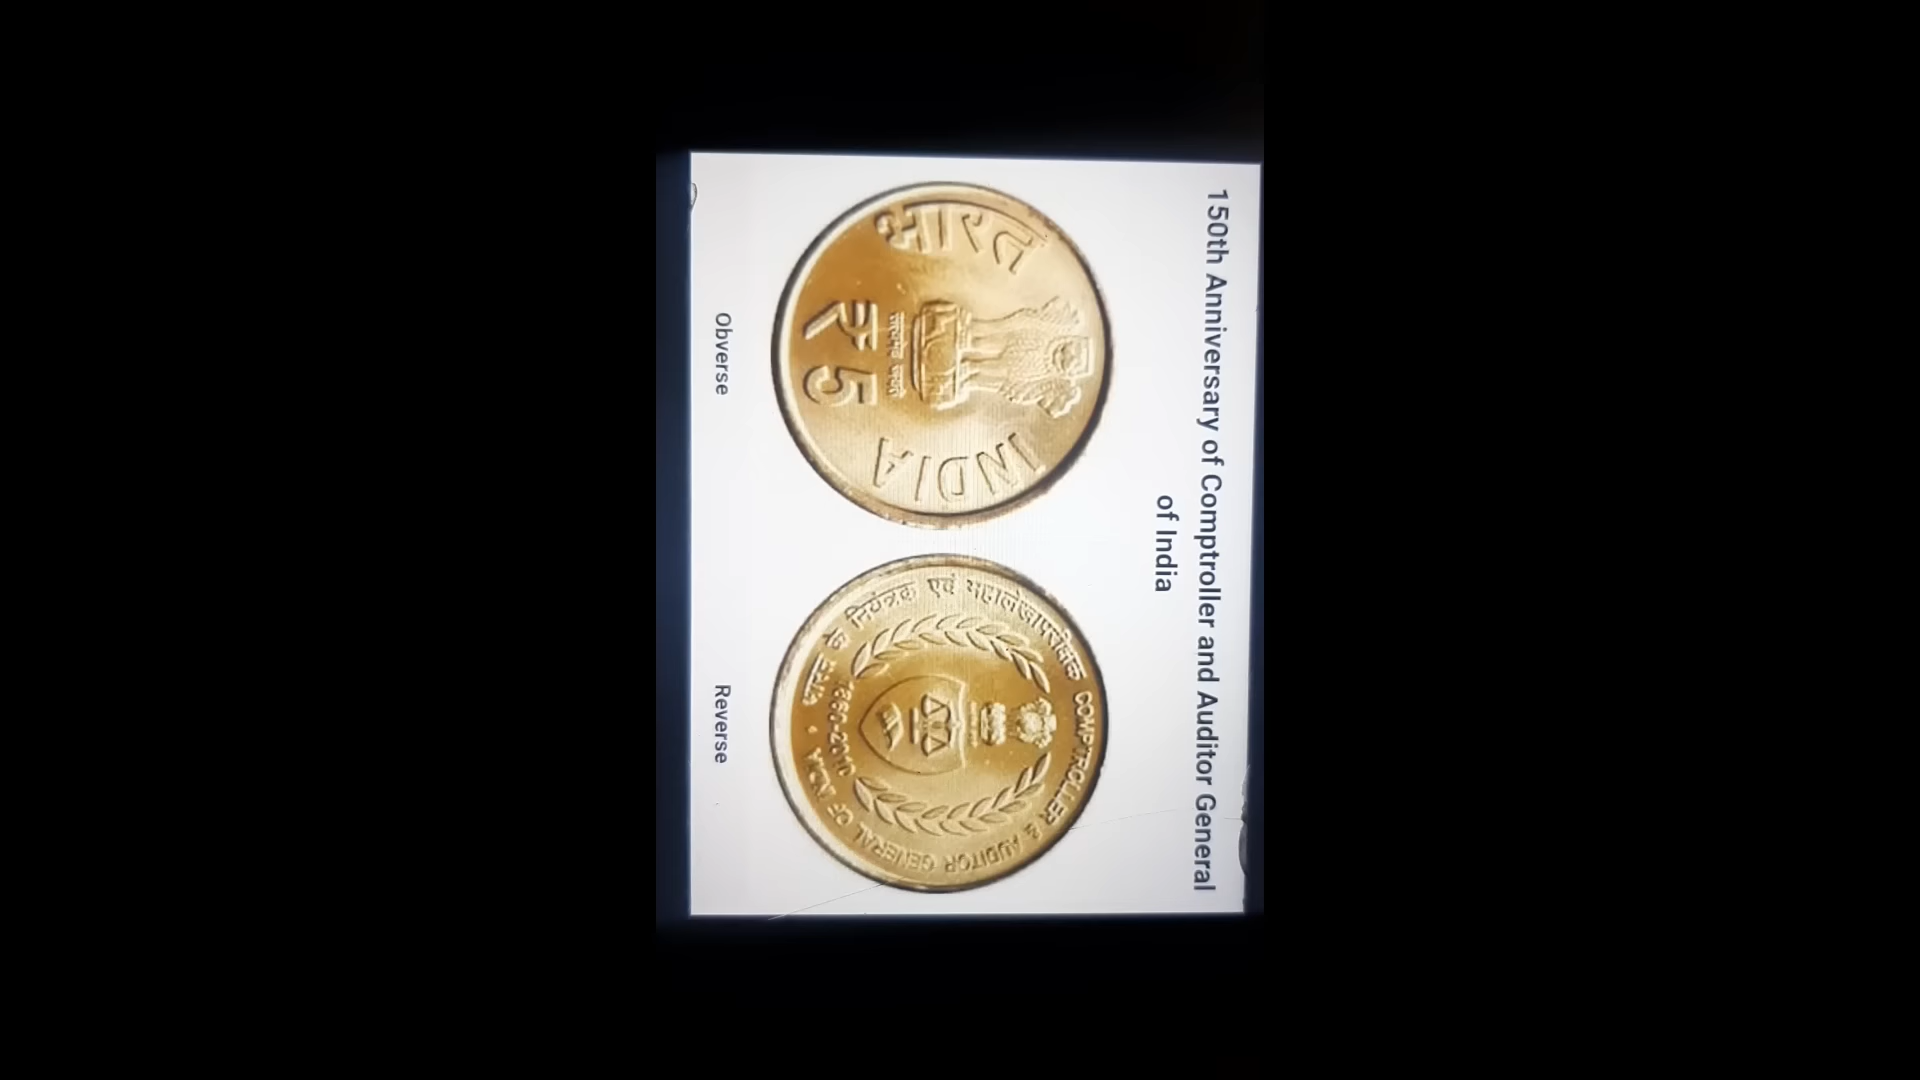 150th Anniversary of Comptroller and Auditor General
of India
भारत
INDIA
सत्यमेव जयते
₹ 5
भारत के नियंत्रक एवं महालेखापरीक्षक
COMPTROLLER & AUDITOR GENERAL OF INDIA
1860-2010
Obverse
Reverse